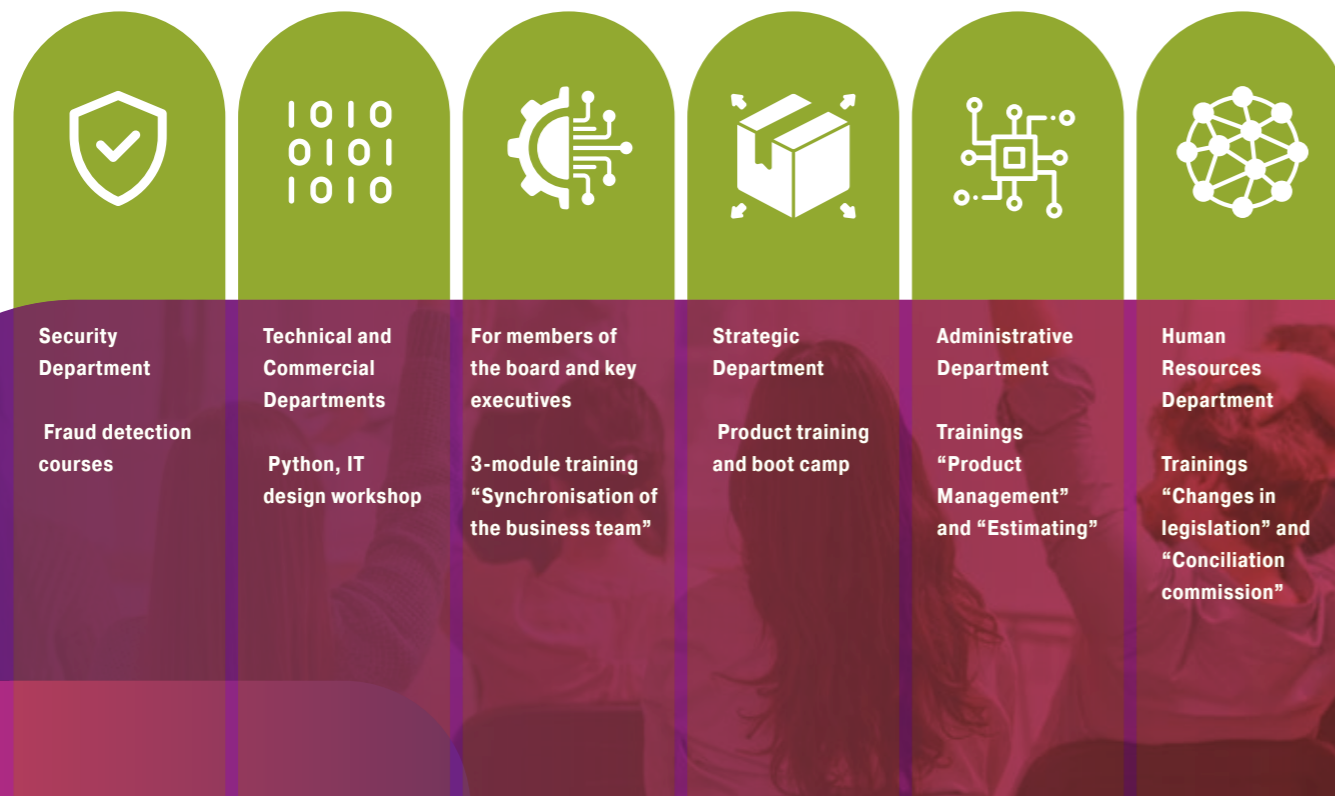 1010
0101
1010
Security
Department
Fraud detection
courses
Technical and
Commercial
Departments
Python, IT
design workshop
For members of
the board and key
executives
3-module training
“Synchronisation of
the business team”
Strategic
Department
Product training
and boot camp
Administrative
Department
Trainings
“Product
Management”
and “Estimating”
Human
Resources
Department
Trainings
“Changes in
legislation” and
“Conciliation
commission”